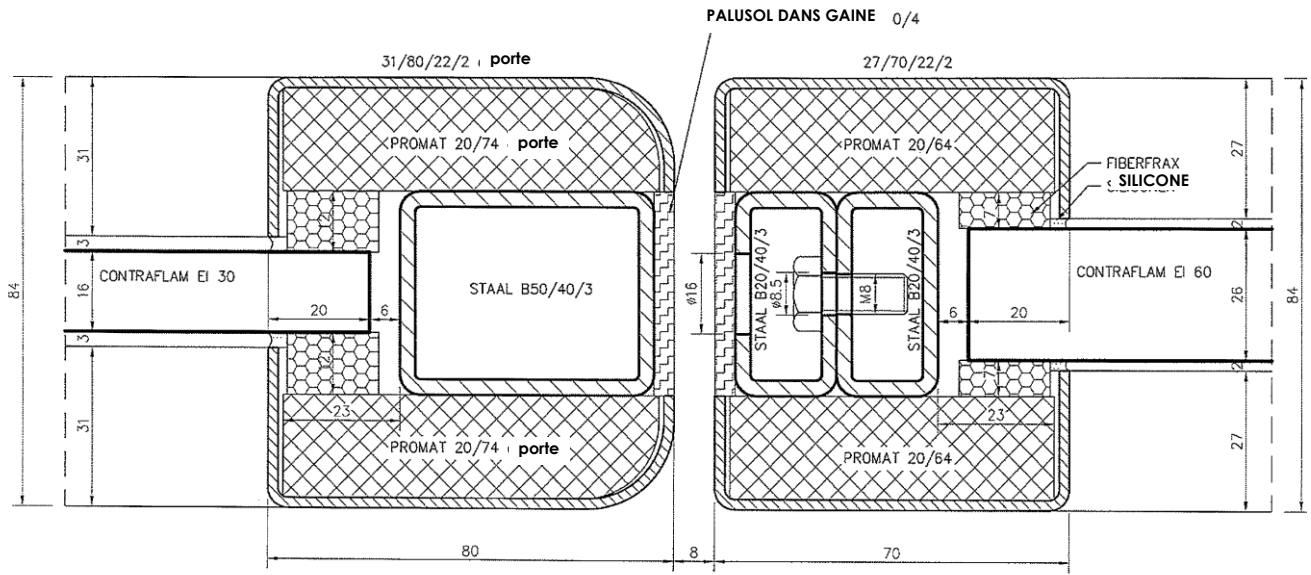 PALUSOL DANS GAINE 0/4
31/80/22/2 porte
27/70/22/2
PROMAT 20/74 porte
PROMAT 20/64
FIBERFRAX
SILICONE
31
27
12
7
3
2
CONTRAFLAM EI 30
STAAL B50/40/3
ø16
STAAL B20/40/3
ø8.5
M8
STAAL B20/40/3
CONTRAFLAM EI 60
84
16
20
6
6
20
26
84
3
12
7
2
23
23
31
PROMAT 20/74 porte
PROMAT 20/64
27
80
8
70